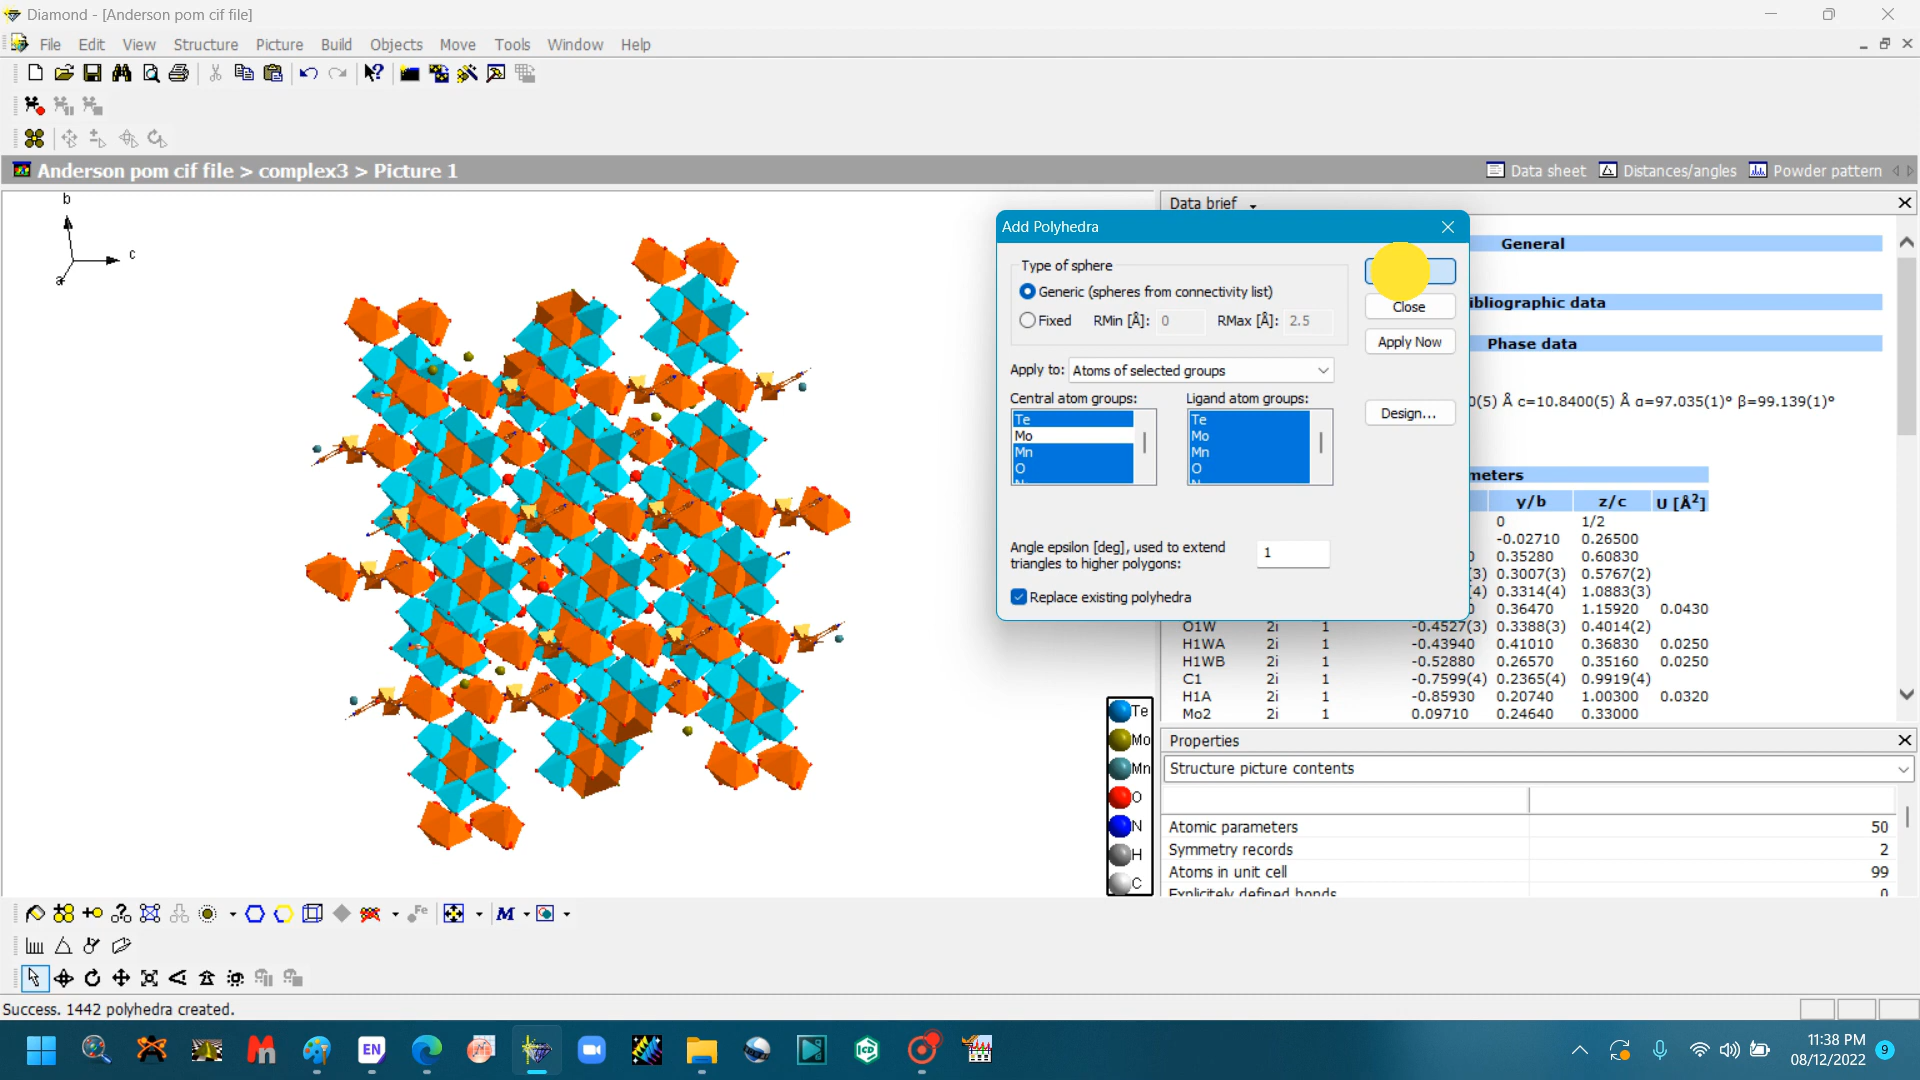 Diamond - [Anderson pom cif file]
File Edit View Structure Picture Build Objects Move Tools Window Help
Anderson pom cif file > complex3 > Picture 1
Data sheet Distances/angles Powder pattern
b
c
a
Data brief
General
Add Polyhedra
Type of sphere
Generic (spheres from connectivity list)
Fixed RMin [Å]: 0 RMax [Å]: 2.5
Close
Apply Now
Apply to: Atoms of selected groups
Central atom groups: Ligand atom groups:
Design...
Te Te
Mo Mo
Mn Mn
O O
Angle epsilon [deg], used to extend
triangles to higher polygons: 1
Replace existing polyhedra
ibliographic data
Phase data
0(5) Å c=10.8400(5) Å α=97.035(1)° β=99.139(1)°
meters
y/b z/c U [Å²]
0 1/2
-0.02710 0.26500
0.35280 0.60830
3) 0.3007(3) 0.5767(2)
4) 0.3314(4) 1.0883(3)
0.36470 1.15920 0.0430
O1W 2i 1 -0.4527(3) 0.3388(3) 0.4014(2)
H1WA 2i 1 -0.43940 0.41010 0.36830 0.0250
H1WB 2i 1 -0.52880 0.26570 0.35160 0.0250
C1 2i 1 -0.7599(4) 0.2365(4) 0.9919(4)
H1A 2i 1 -0.85930 0.20740 1.00300 0.0320
Mo2 2i 1 0.09710 0.24640 0.33000
Te
Mo
Mn
O
N
H
C
Properties
Structure picture contents
Atomic parameters 50
Symmetry records 2
Atoms in unit cell 99
Explicitely defined bonds 0
Fe
M
Success. 1442 polyhedra created.
EN
ICD
11:38 PM
08/12/2022
9